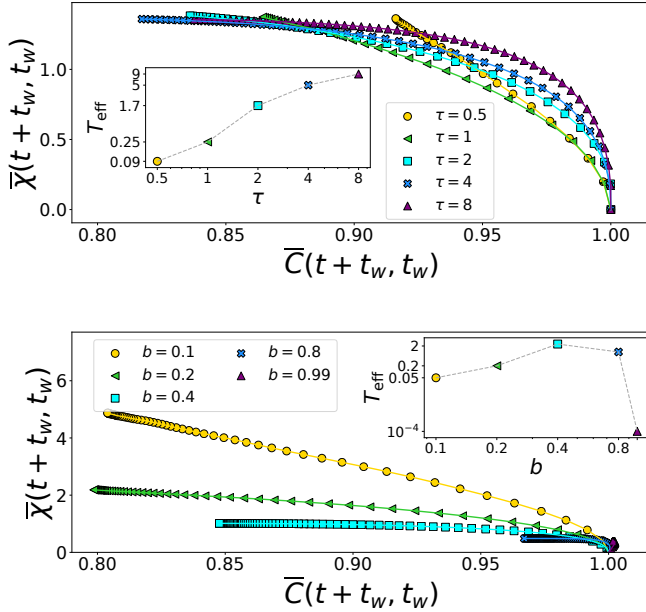 χ̅(t + t_w, t_w)
1.0
0.5
0.0
T_eff
9
5
1.7
0.25
0.09
0.5
1
2
4
8
τ
τ = 0.5
τ = 1
τ = 2
τ = 4
τ = 8
0.80
0.85
0.90
0.95
1.00
C̅(t + t_w, t_w)
χ̅(t + t_w, t_w)
6
4
2
0
b = 0.1
b = 0.2
b = 0.4
b = 0.8
b = 0.99
T_eff
2
0.2
0.05
10⁻⁴
0.1
0.2
0.4
0.8
b
0.80
0.85
0.90
0.95
1.00
C̅(t + t_w, t_w)